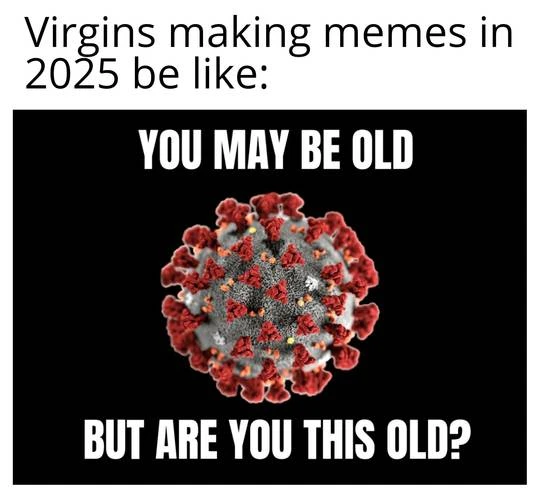 Virgins making memes in
2025 be like:
YOU MAY BE OLD
BUT ARE YOU THIS OLD?